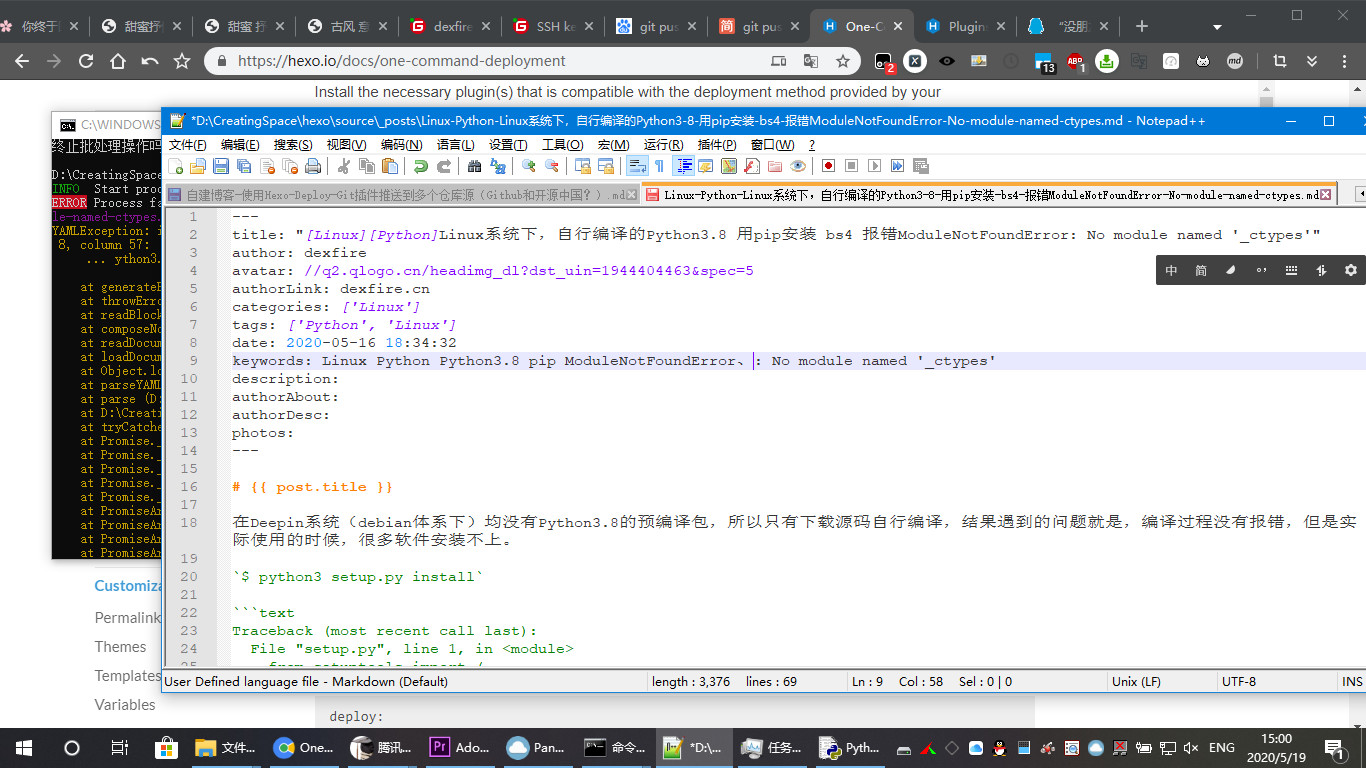 你终于
甜蜜抒
甜蜜 抒
古风 意
dexfire
SSH ke
git pus
git pus
One-C
Plugin
"没朋
https://hexo.io/docs/one-command-deployment
2
13
1
Install the necessary plugin(s) that is compatible with the deployment method provided by your
C:\WINDOWS
终止批处理操作吗
D:\CreatingSpace
INFO  Start proc
ERROR Process fa
le-named-ctypes.
YAMLException: i
8, column 57:
... ython3.
at generateE
at throwErro
at readBlock
at composeNo
at readDocum
at loadDocum
at Object.lo
at parseYAML
at parse (D:
at D:\Creati
at tryCatche
at Promise._
at Promise._
at Promise._
at Promise._
at Promise._
at PromiseAr
at PromiseAr
at PromiseAr
at PromiseAr
*D:\CreatingSpace\hexo\source\_posts\Linux-Python-Linux系统下，自行编译的Python3-8-用pip安装-bs4-报错ModuleNotFoundError-No-module-named-ctypes.md - Notepad++
文件(F) 编辑(E) 搜索(S) 视图(V) 编码(N) 语言(L) 设置(T) 工具(O) 宏(M) 运行(R) 插件(P) 窗口(W) ?
自建博客-使用Hexo-Deploy-Git插件推送到多个仓库源（Github和开源中国？）.md
Linux-Python-Linux系统下，自行编译的Python3-8-用pip安装-bs4-报错ModuleNotFoundError-No-module-named-ctypes.md
1 ---
2 title: "[Linux][Python]Linux系统下，自行编译的Python3.8 用pip安装 bs4 报错ModuleNotFoundError: No module named '_ctypes'"
3 author: dexfire
4 avatar: //q2.qlogo.cn/headimg_dl?dst_uin=1944404463&spec=5
5 authorLink: dexfire.cn
6 categories: ['Linux']
7 tags: ['Python', 'Linux']
8 date: 2020-05-16 18:34:32
9 keywords: Linux Python Python3.8 pip ModuleNotFoundError、: No module named '_ctypes'
10 description:
11 authorAbout:
12 authorDesc:
13 photos:
14 ---
15
16 # {{ post.title }}
17
18 在Deepin系统（debian体系下）均没有Python3.8的预编译包，所以只有下载源码自行编译，结果遇到的问题就是，编译过程没有报错，但是实
际使用的时候，很多软件安装不上。
19
20 `$ python3 setup.py install`
21
22 ```text
23 Traceback (most recent call last):
24 File "setup.py", line 1, in <module>
25
中 简
User Defined language file - Markdown (Default)
length : 3,376 lines : 69
Ln : 9 Col : 58 Sel : 0 | 0
Unix (LF)
UTF-8
INS
Customiza
Permalink
Themes
Templates
Variables
deploy:
文件...
One...
腾讯...
Ado...
Pan...
命令...
*D:\...
任务...
Pyth...
ENG
15:00
2020/5/19
1